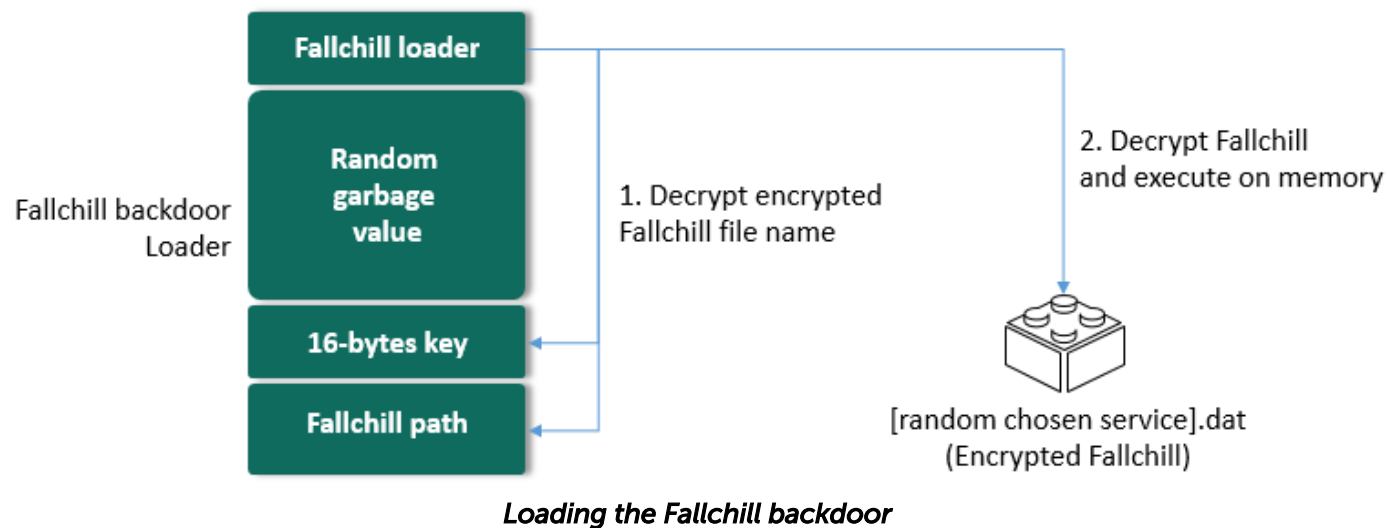 Fallchill loader
Random
garbage
value
Fallchill backdoor
Loader
16-bytes key
Fallchill path
1. Decrypt encrypted
Fallchill file name
2. Decrypt Fallchill
and execute on memory
[random chosen service].dat
(Encrypted Fallchill)
Loading the Fallchill backdoor